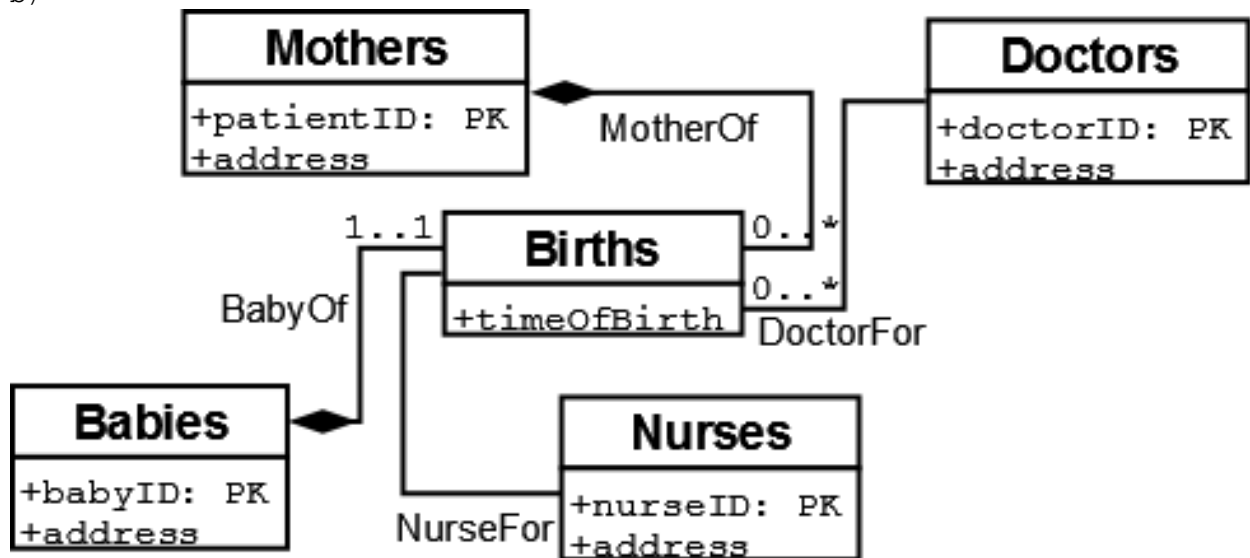 b)
Mothers
+patientID: PK
+address
MotherOf
Doctors
+doctorID: PK
+address
1..1
Births
+timeOfBirth
0..*
0..*
DoctorFor
BabyOf
Babies
+babyID: PK
+address
NurseFor
Nurses
+nurseID: PK
+address